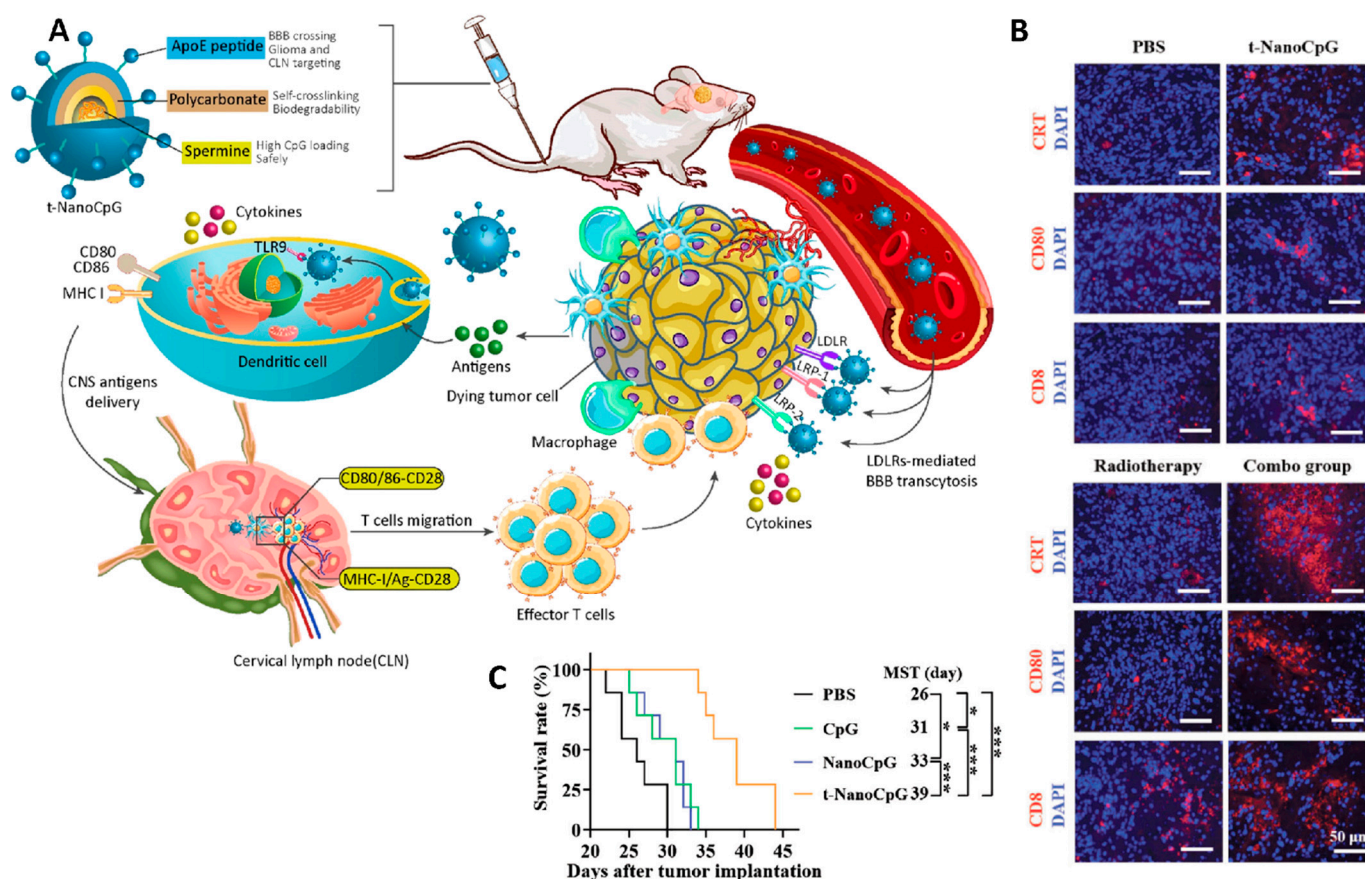 A
ApoE peptide
BBB crossing
Glioma and
CLN targeting
Polycarbonate
Self-crosslinking
Biodegradability
Spermine
High CpG loading
Safely
t-NanoCpG
Cytokines
CD80
CD86
TLR9
MHC I
Dendritic cell
Antigens
Dying tumor cell
Macrophage
LDLR
LRP-1
LRP-2
LDLRs-mediated
BBB transcytosis
Cytokines
CNS antigens
delivery
CD80/86-CD28
MHC-I/Ag-CD28
T cells migration
Effector T cells
Cervical lymph node(CLN)
B
PBS
t-NanoCpG
CRT
DAPI
CD80
DAPI
CD8
DAPI
Radiotherapy
Combo group
CRT
DAPI
CD80
DAPI
CD8
DAPI
50 μm
C
Survival rate (%)
100
75
50
25
0
20
25
30
35
40
45
Days after tumor implantation
MST (day)
PBS 26
CpG 31
NanoCpG 33
t-NanoCpG 39
*
***
*
***
***